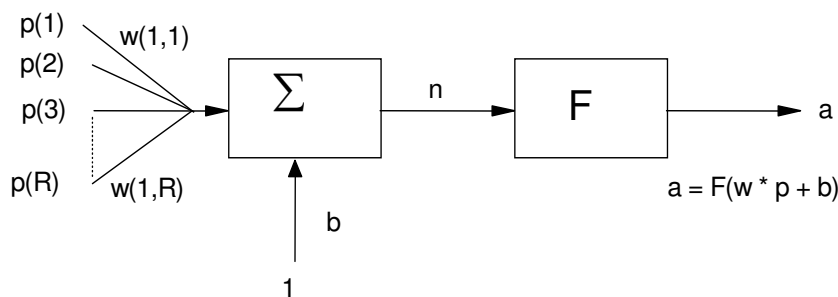 p(1)
w(1,1)
p(2)
p(3)
Σ
n
F
a
p(R)
w(1,R)
a = F(w * p + b)
b
1